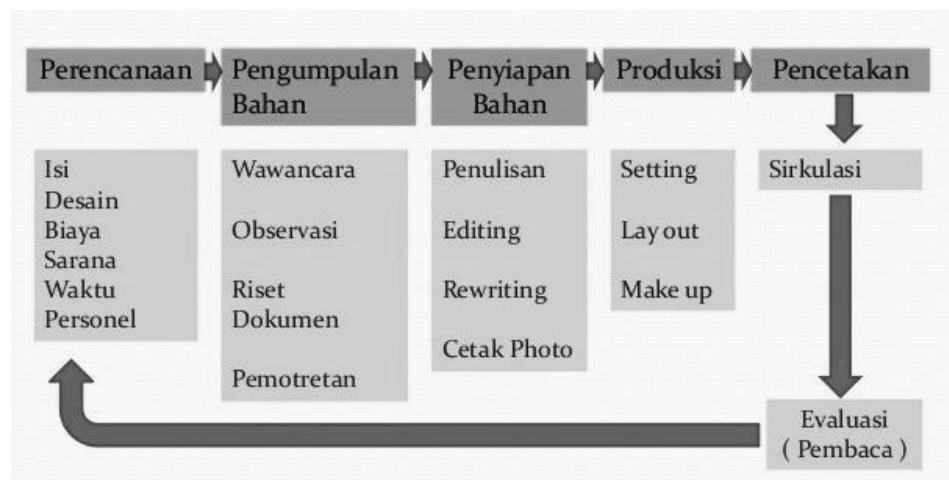 Perencanaan
Pengumpulan
Bahan
Penyiapan
Bahan
Produksi
Pencetakan
Isi
Desain
Biaya
Sarana
Waktu
Personel
Wawancara
Observasi
Riset
Dokumen
Pemotretan
Penulisan
Editing
Rewriting
Cetak Photo
Setting
Lay out
Make up
Sirkulasi
Evaluasi
( Pembaca )